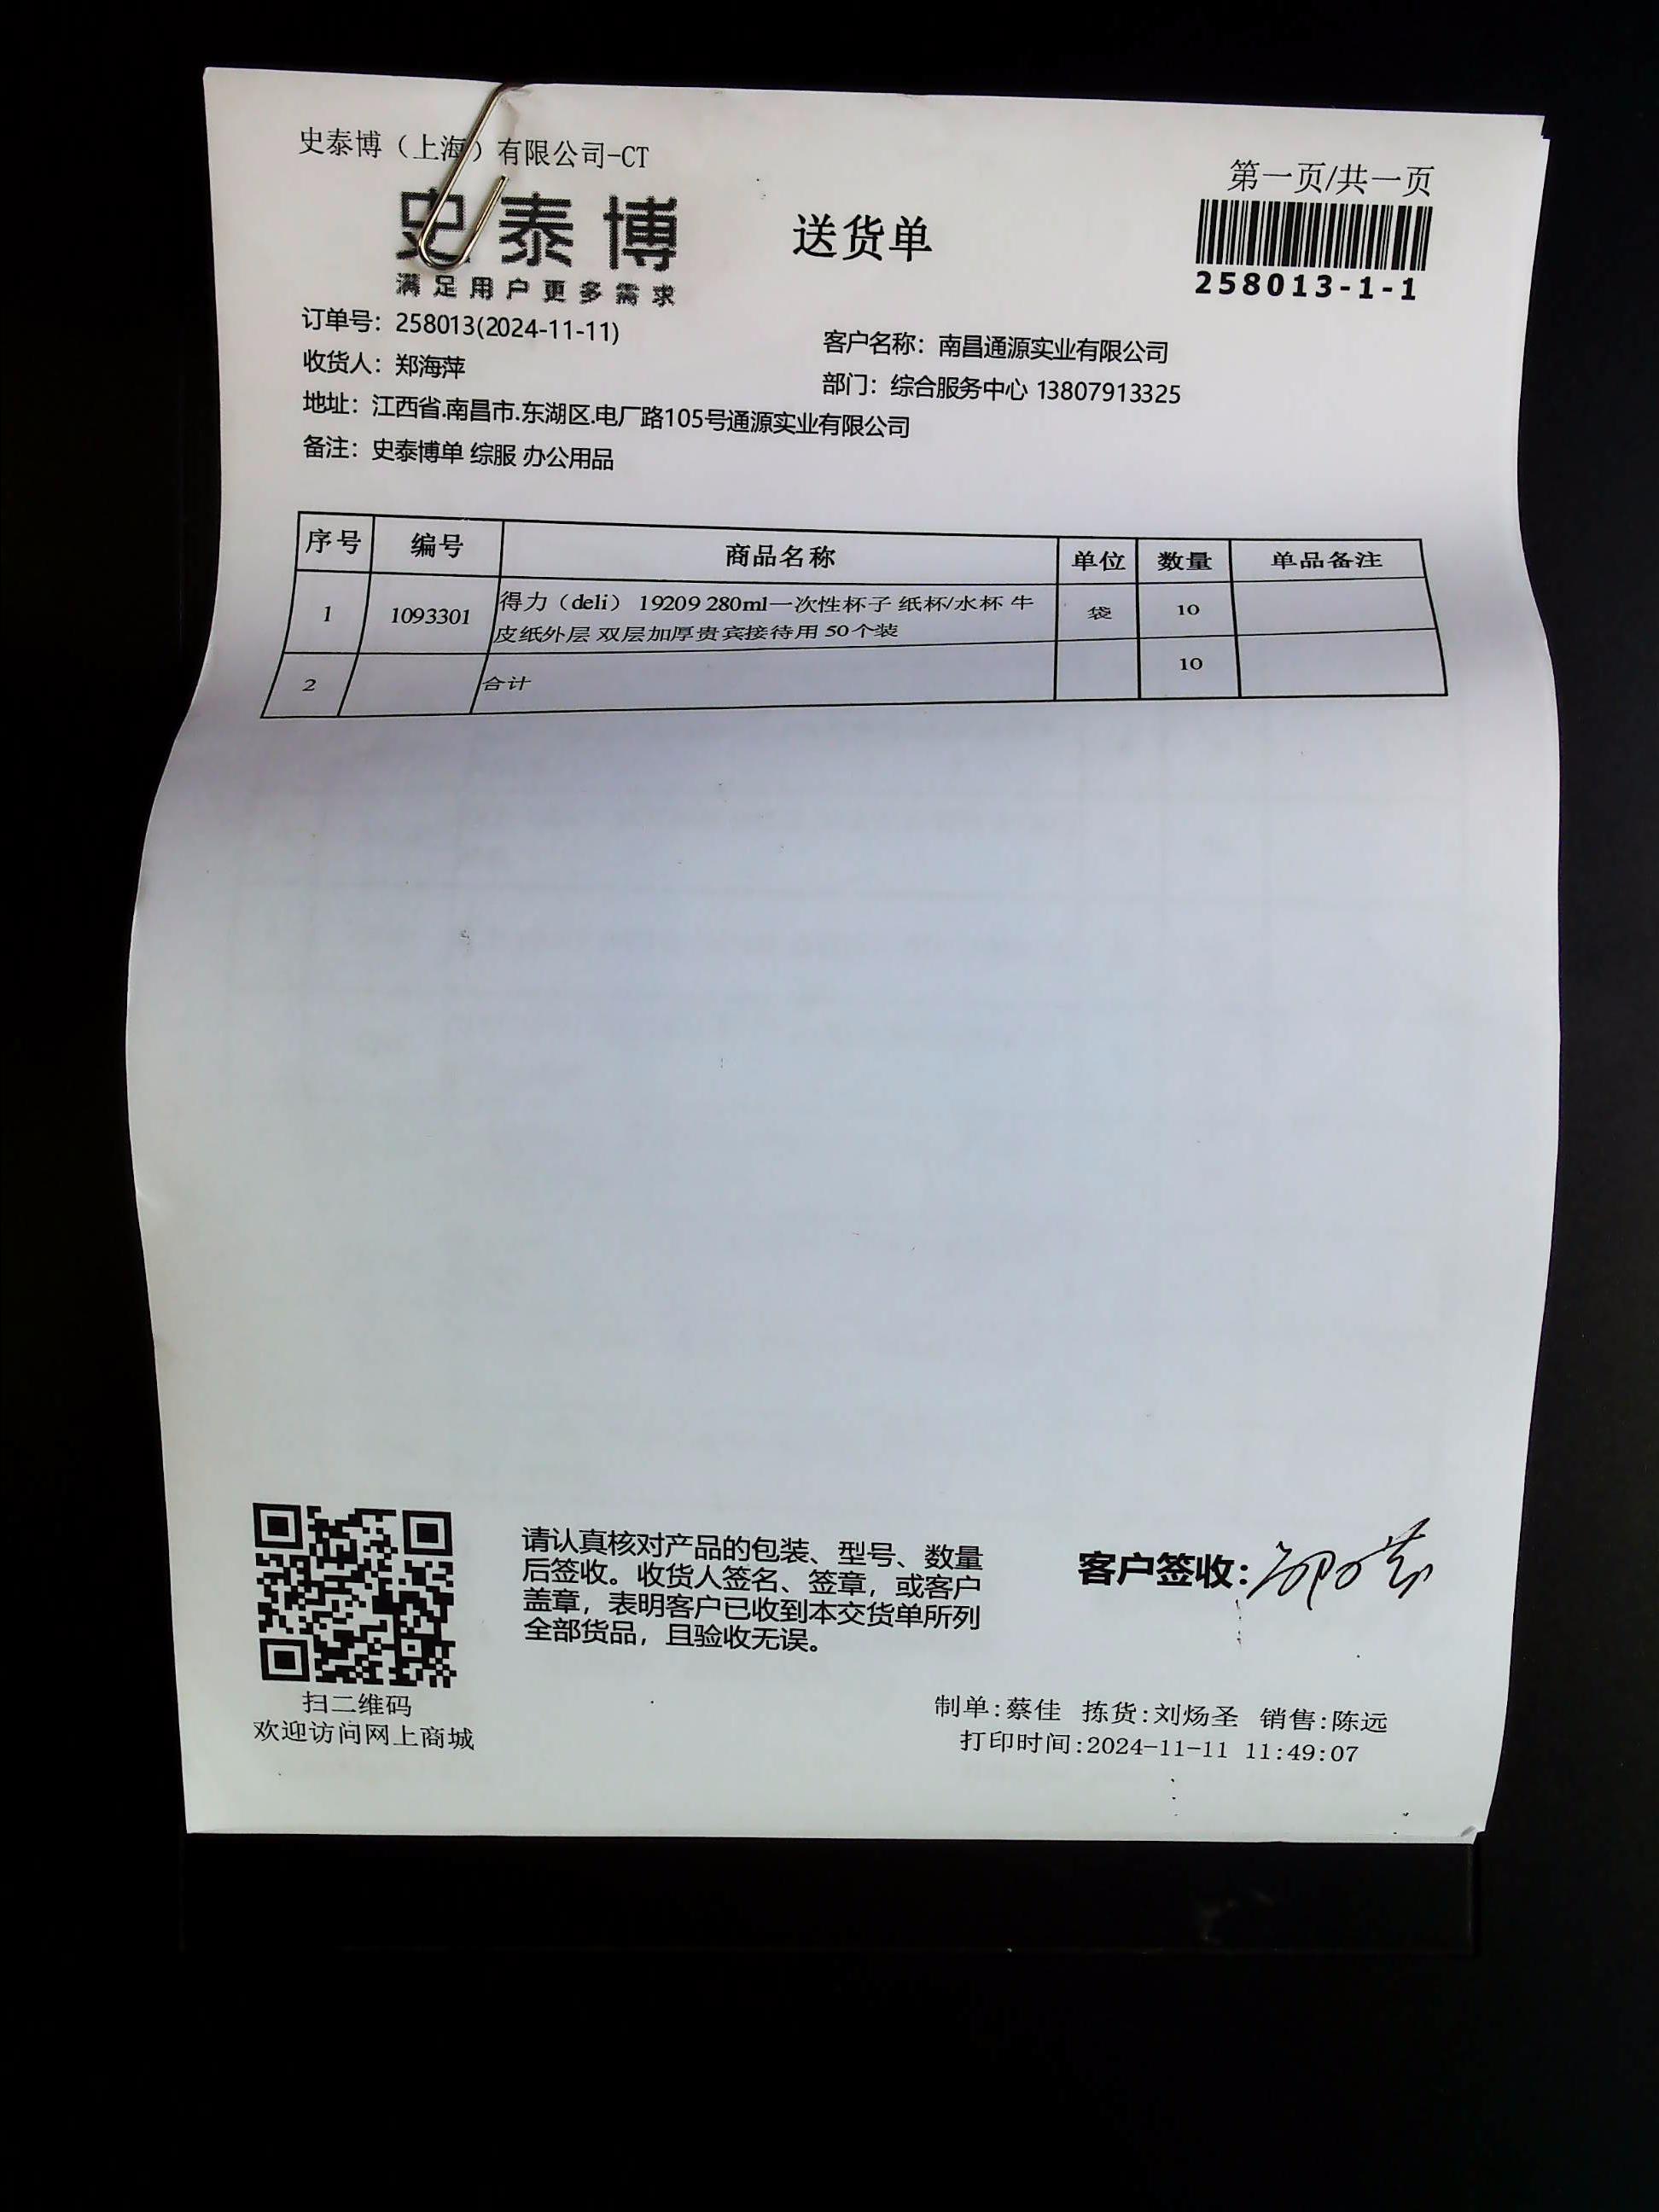 史泰博（上海）有限公司-CT
第一页/共一页
史泰博
满足用户更多需求
送货单
258013-1-1
订单号：258013(2024-11-11)
客户名称：南昌通源实业有限公司
收货人：郑海萍
部门：综合服务中心 13807913325
地址：江西省.南昌市.东湖区.电厂路105号通源实业有限公司
备注：史泰博单 综服 办公用品
序号 编号 商品名称 单位 数量 单品备注
1 1093301 得力（deli） 19209 280ml一次性杯子 纸杯/水杯 牛 袋 10
皮纸外层 双层加厚贵宾接待用 50个装
2 合计 10
请认真核对产品的包装、型号、数量
后签收。收货人签名、签章，或客户
盖章，表明客户已收到本交货单所列
全部货品，且验收无误。
客户签收：
扫二维码
欢迎访问网上商城
制单:蔡佳 拣货:刘炀圣 销售:陈远
打印时间:2024-11-11 11:49:07